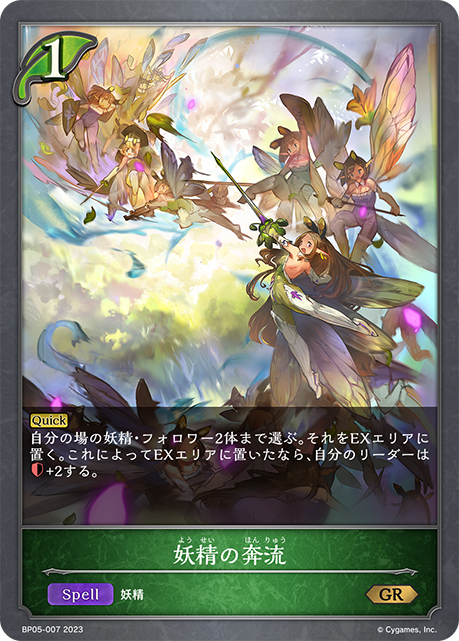 1
Quick
自分の場の妖精・フォロワー2体まで選ぶ。それをEXエリアに
置く。これによってEXエリアに置いたなら、自分のリーダーは
+2する。
よう せい ほん りゅう
妖精の奔流
Spell 妖精 GR
BP05-007 2023 © Cygames, Inc.